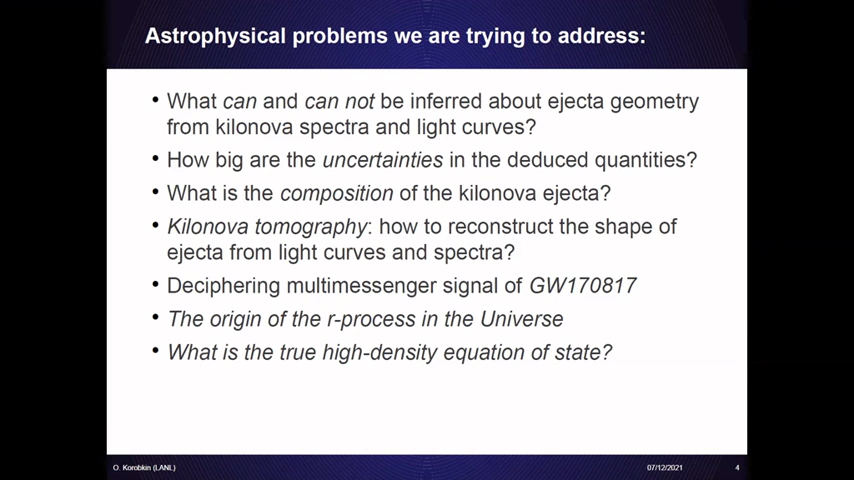 Astrophysical problems we are trying to address:
• What can and can not be inferred about ejecta geometry
from kilonova spectra and light curves?
• How big are the uncertainties in the deduced quantities?
• What is the composition of the kilonova ejecta?
• Kilonova tomography: how to reconstruct the shape of
ejecta from light curves and spectra?
• Deciphering multimessenger signal of GW170817
• The origin of the r-process in the Universe
• What is the true high-density equation of state?
O. Korobkin (LANL) 07/12/2021 4